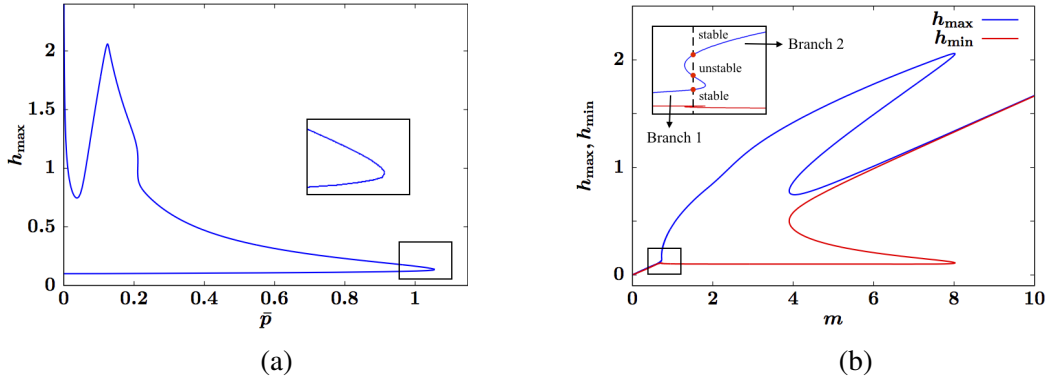 2
1.5
1
0.5
0
h_max
0 0.2 0.4 0.6 0.8 1
p̄
(a)
h_max
h_min
stable
Branch 2
unstable
stable
Branch 1
2
1
0
h_max, h_min
0 2 4 6 8 10
m
(b)